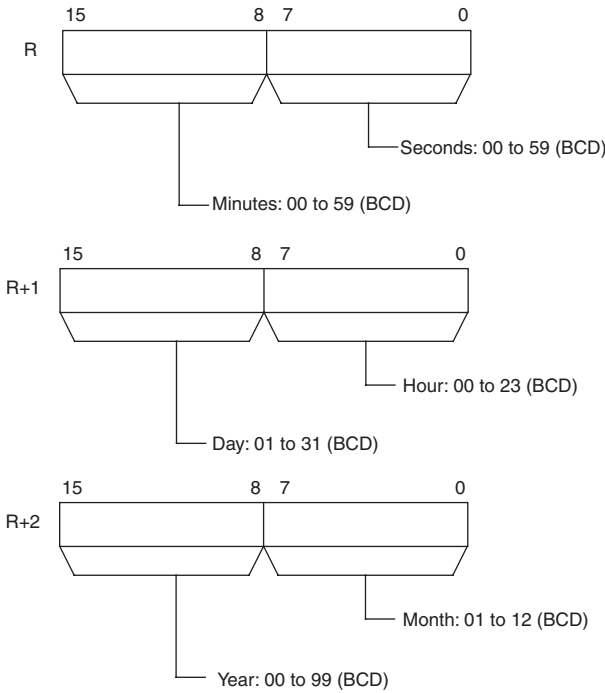 15 8 7 0
R
Seconds: 00 to 59 (BCD)
Minutes: 00 to 59 (BCD)
15 8 7 0
R+1
Hour: 00 to 23 (BCD)
Day: 01 to 31 (BCD)
15 8 7 0
R+2
Month: 01 to 12 (BCD)
Year: 00 to 99 (BCD)